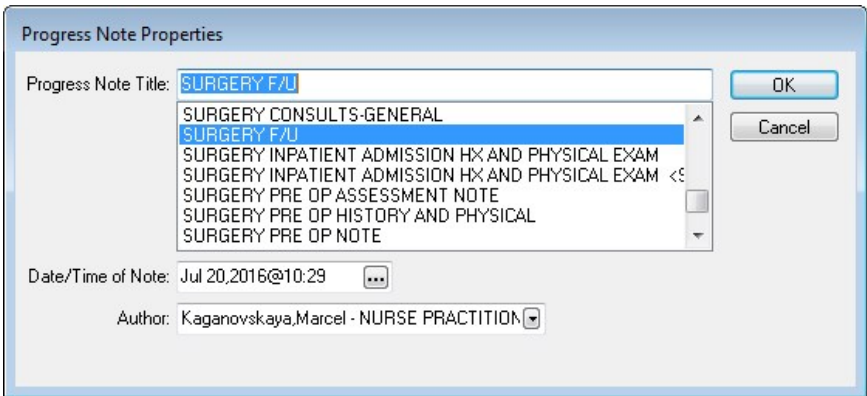 Progress Note Properties
Progress Note Title: SURGERY F/U
OK
SURGERY CONSULTS-GENERAL
SURGERY F/U
Cancel
SURGERY INPATIENT ADMISSION HX AND PHYSICAL EXAM
SURGERY INPATIENT ADMISSION HX AND PHYSICAL EXAM <S
SURGERY PRE OP ASSESSMENT NOTE
SURGERY PRE OP HISTORY AND PHYSICAL
SURGERY PRE OP NOTE
Date/Time of Note: Jul 20,2016@10:29 ...
Author: Kaganovskaya,Marcel - NURSE PRACTITION